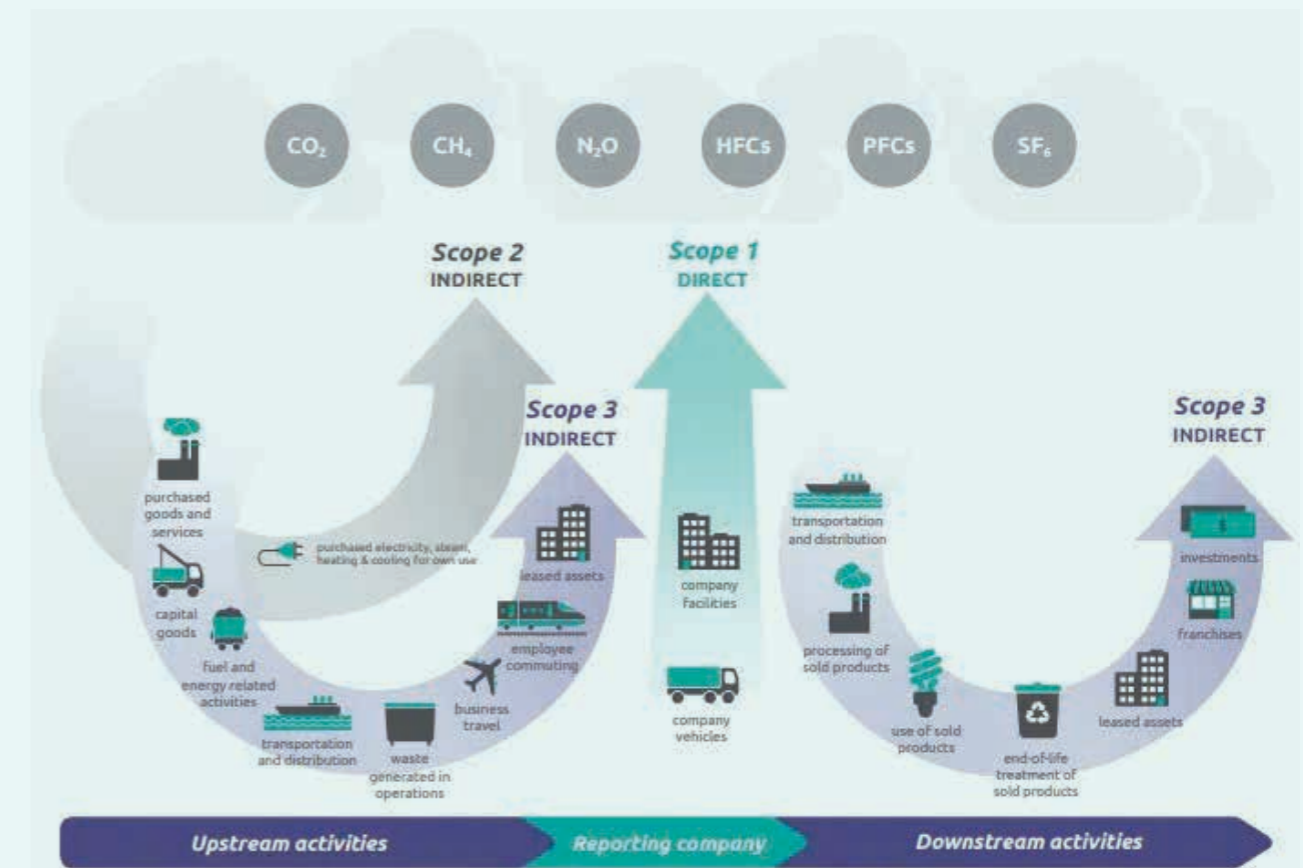 CO₂
CH₄
N₂O
HFCs
PFCs
SF₆
Scope 2
INDIRECT
Scope 1
DIRECT
Scope 3
INDIRECT
Scope 3
INDIRECT
purchased
goods and
services
capital
goods
fuel and
energy related
activities
purchased electricity, steam,
heating & cooling for own use
transportation
and distribution
waste
generated in
operations
business
travel
employee
commuting
leased assets
company
facilities
company
vehicles
transportation
and distribution
processing of
sold products
use of sold
products
end-of-life
treatment of
sold products
leased assets
franchises
investments
$
Upstream activities
Reporting company
Downstream activities